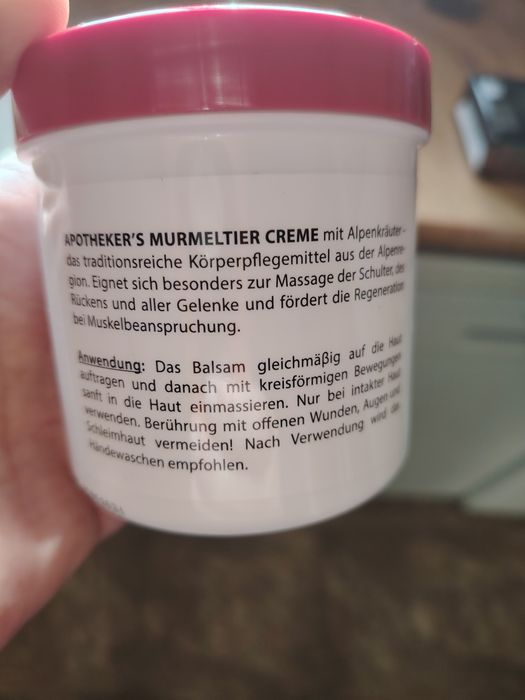 APOTHEKER'S MURMELTIER CREME mit Alpenkräuter -
das traditionsreiche Körperpflegemittel aus der Alpenre-
gion. Eignet sich besonders zur Massage der Schulter, des
Rückens und aller Gelenke und fördert die Regeneration
bei Muskelbeanspruchung.
Anwendung: Das Balsam gleichmäßig auf die Haut
auftragen und danach mit kreisförmigen Bewegungen
sanft in die Haut einmassieren. Nur bei intakter Haut
verwenden. Berührung mit offenen Wunden, Augen und
Schleimhaut vermeiden! Nach Verwendung wird das
Händewaschen empfohlen.